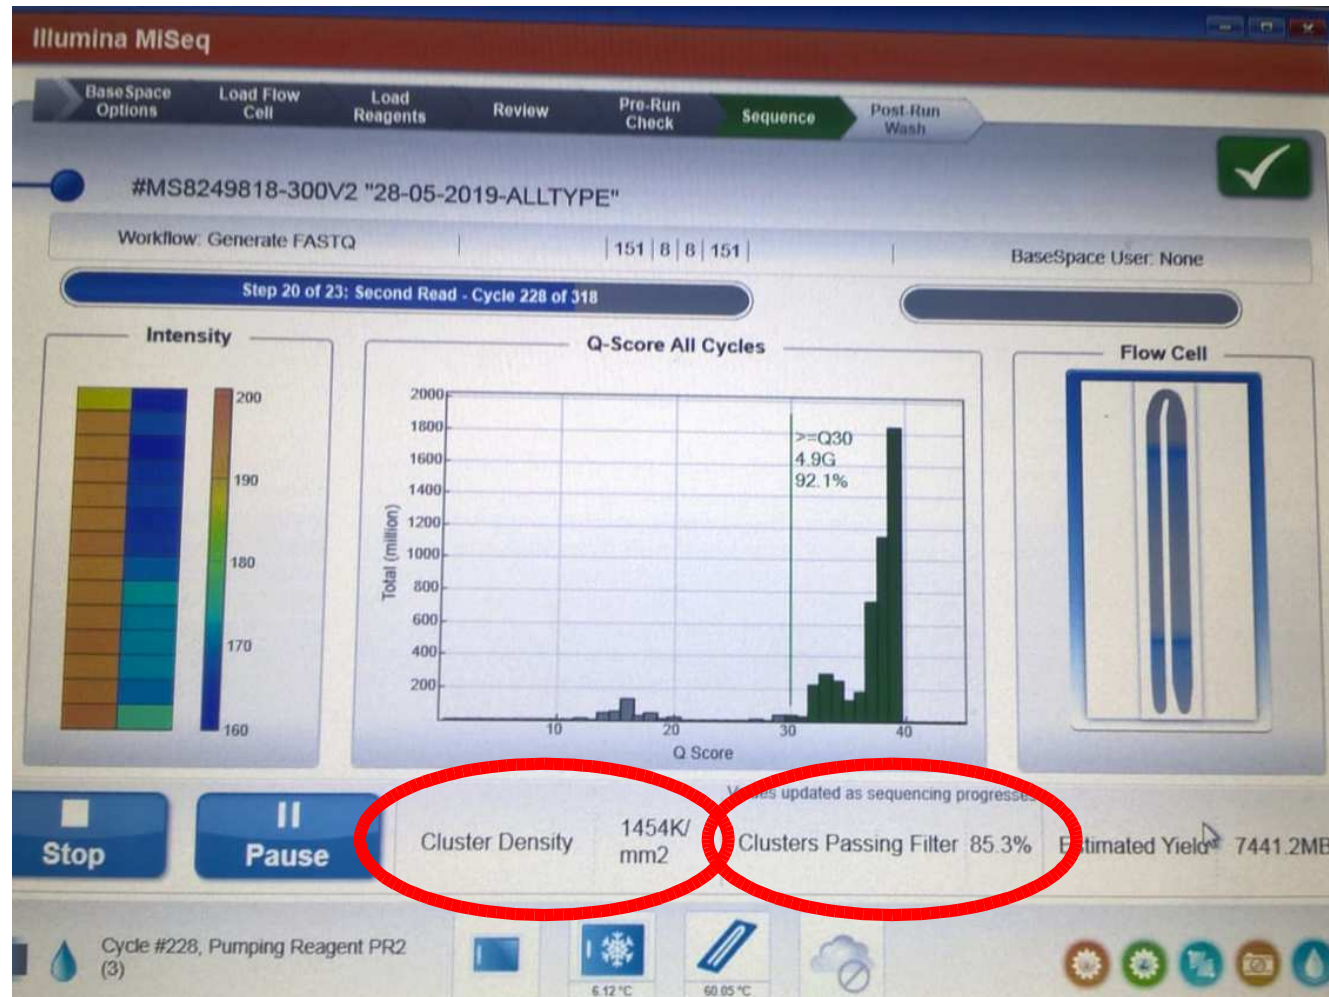 Illumina MiSeq
BaseSpace
Options
Load Flow
Cell
Load
Reagents
Review
Pre-Run
Check
Sequence
Post-Run
Wash
#MS8249818-300V2 "28-05-2019-ALLTYPE"
Workflow: Generate FASTQ
| 151 | 8 | 8 | 151 |
BaseSpace User: None
Step 20 of 23: Second Read - Cycle 228 of 318
Intensity
200
190
180
170
160
Q-Score All Cycles
2000
1800
1600
1400
1200
1000
800
600
400
200
Total (million)
>=Q30
4.9G
92.1%
10
20
30
40
Q Score
Flow Cell
updated as sequencing progresses
Stop
Pause
Cluster Density
1454K/
mm2
Clusters Passing Filter 85.3%
Estimated Yield 7441.2MB
Cycle #228, Pumping Reagent PR2
(3)
6.12 °C
60.05 °C